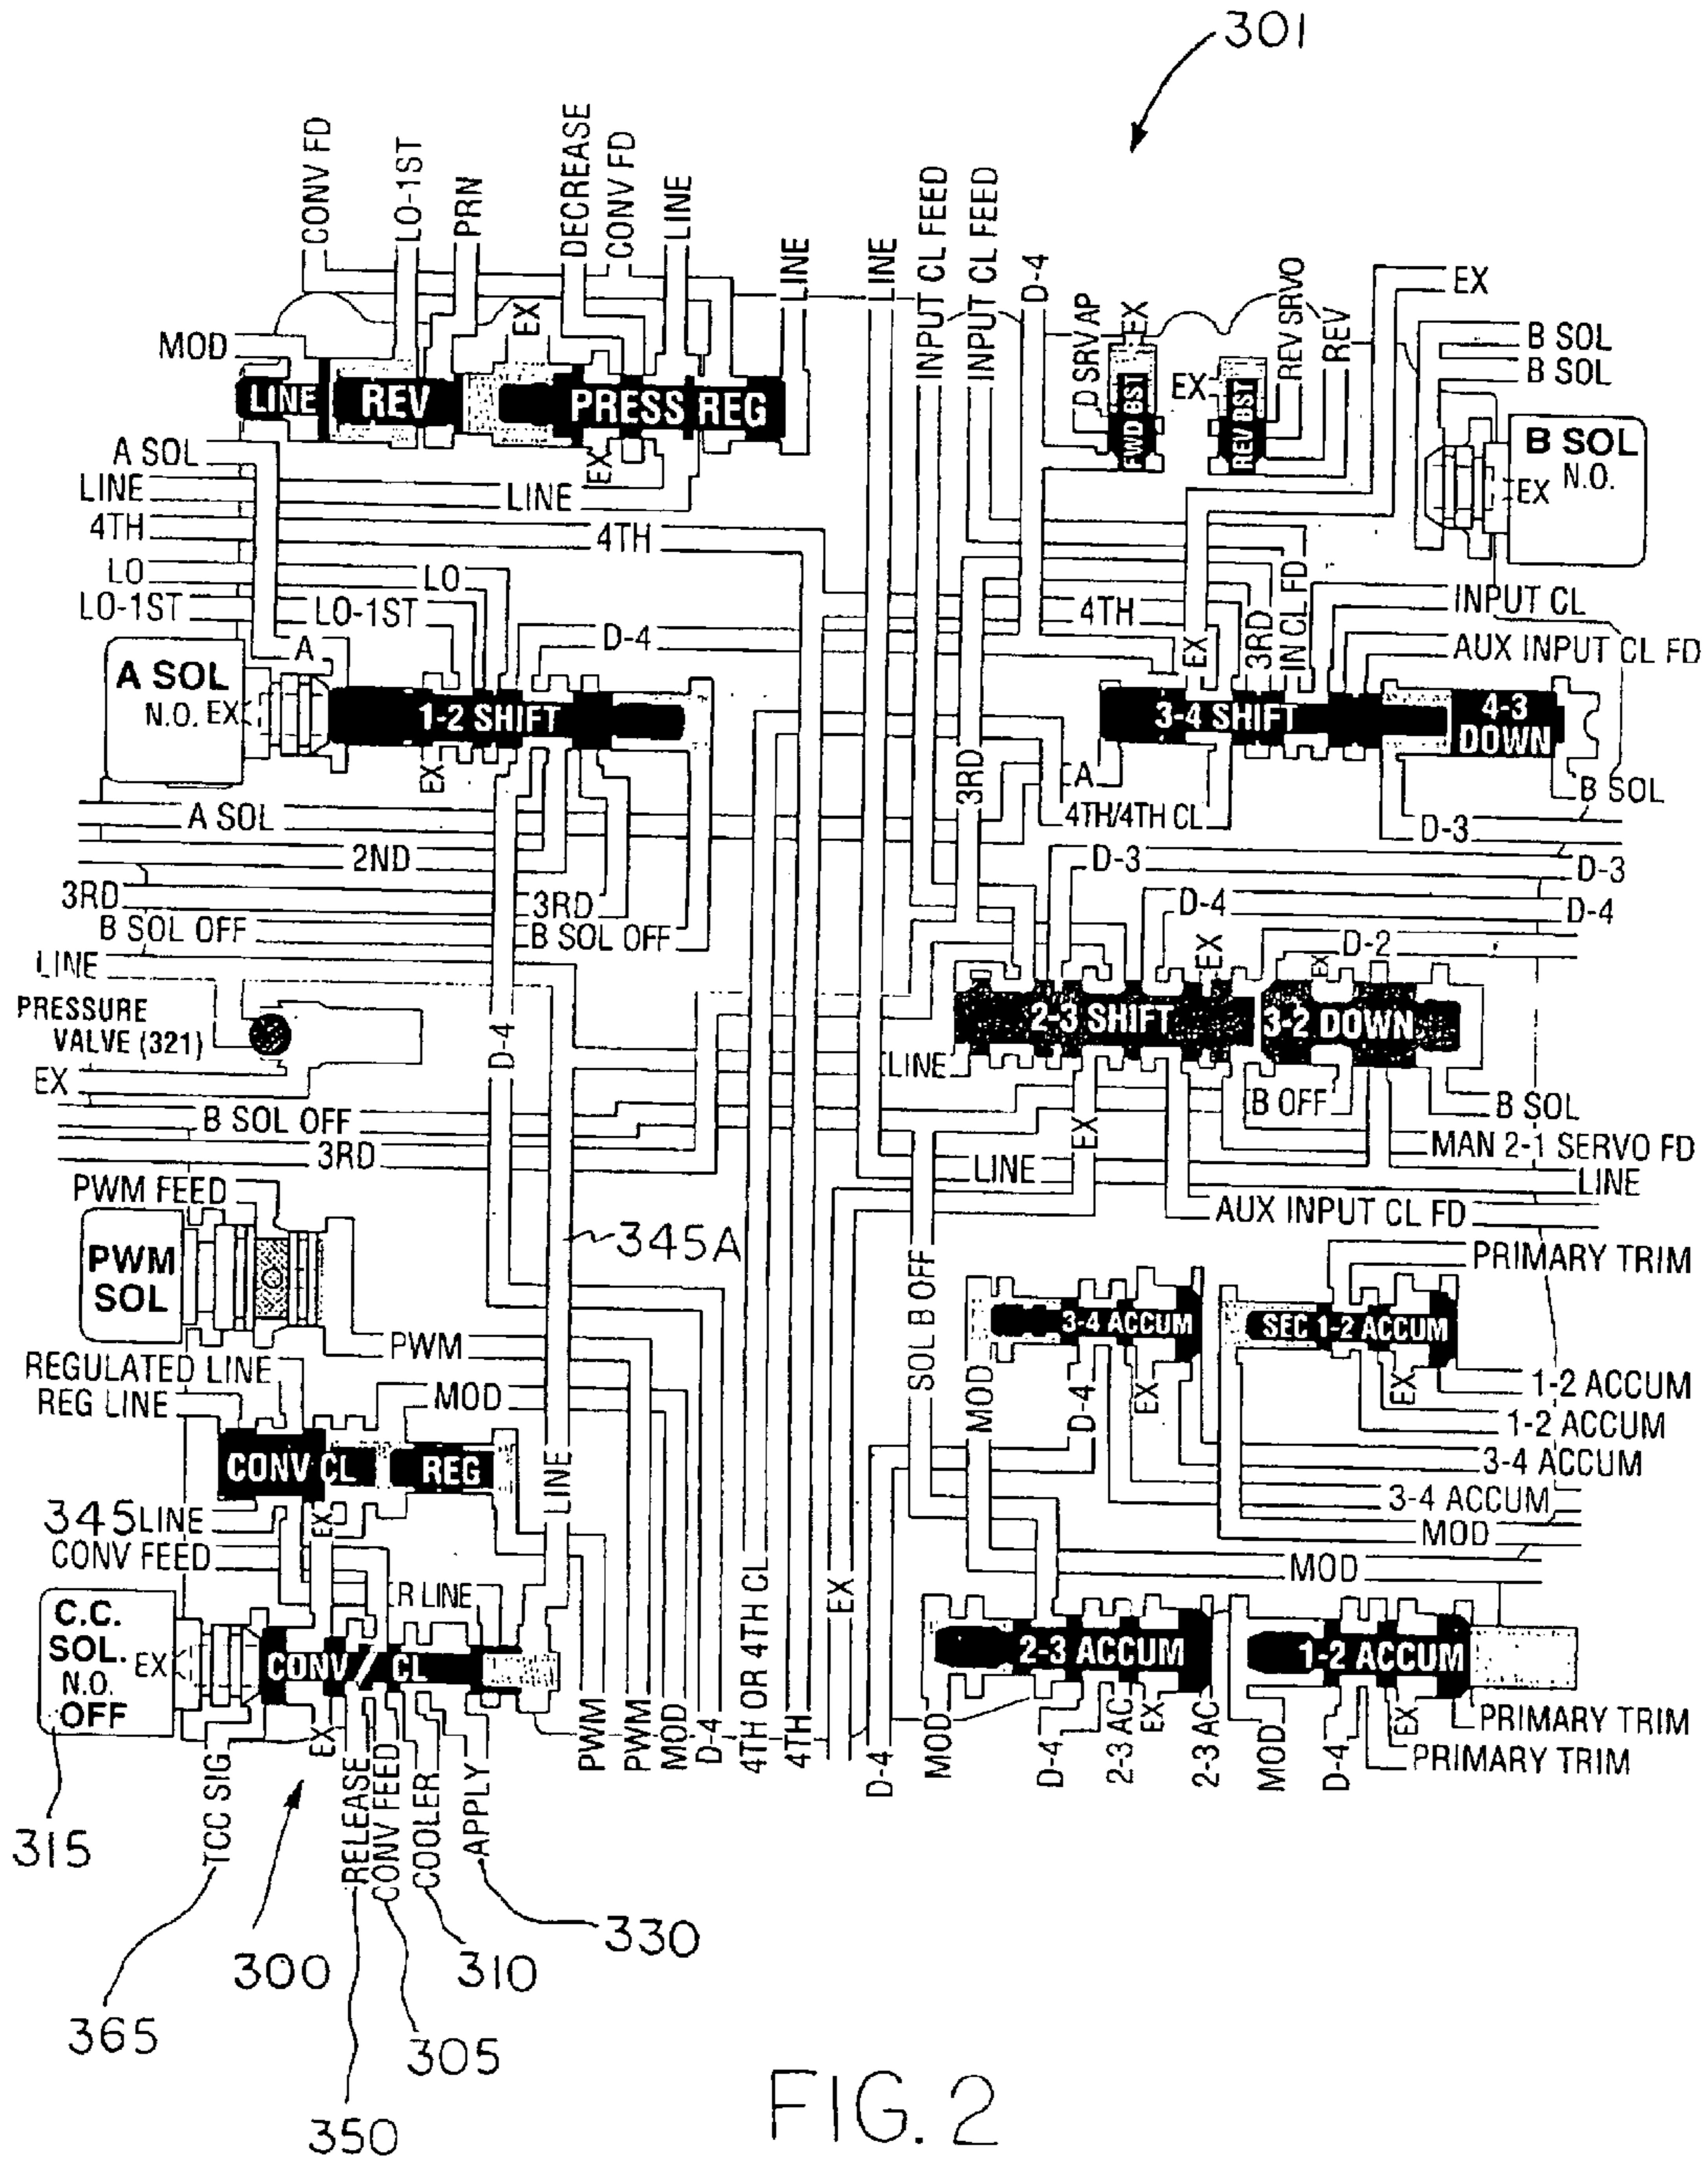 301
CONV FD
LO-1ST
PRN
DECREASE
CONV FD
LINE
LINE
LINE
INPUT CL FEED
INPUT CL FEED
D-4
D SRV AP
EX
REV SRVO
REV
EX
B SOL
B SOL
MOD
EX
EX
LINE
REV
PRESS REG
FWD BST
REV BST
B SOL
N.O.
EX
A SOL
EX
LINE
LINE
4TH
4TH
LO
LO
IN CL FD
INPUT CL
LO-1ST
LO-1ST
4TH
3RD
D-4
EX
AUX INPUT CL FD
A
A SOL
N.O. EX
1-2 SHIFT
3-4 SHIFT
4-3
DOWN
EX
3RD
A
B SOL
A SOL
4TH/4TH CL
D-3
2ND
D-3
D-3
3RD
3RD
D-4
D-4
B SOL OFF
B SOL OFF
EX
D-2
LINE
EX
PRESSURE
VALVE (321)
2-3 SHIFT
3-2 DOWN
D-4
EX
LINE
B OFF
B SOL
B SOL OFF
EX
MAN 2-1 SERVO FD
3RD
LINE
LINE
PWM FEED
AUX INPUT CL FD
345A
PWM
SOL
PRIMARY TRIM
SOL B OFF
3-4 ACCUM
SEC 1-2 ACCUM
PWM
REGULATED LINE
MOD
D-4
EX
EX
1-2 ACCUM
REG LINE
MOD
1-2 ACCUM
CONV CL
REG
LINE
3-4 ACCUM
3-4 ACCUM
345 LINE
EX
MOD
CONV FEED
MOD
R LINE
C.C.
SOL.
N.O.
OFF
EX
CONV / CL
4TH OR 4TH CL
EX
2-3 ACCUM
1-2 ACCUM
PWM
PWM
MOD
D-4
4TH
D-4
MOD
D-4
2-3 AC
EX
2-3 AC
MOD
D-4
EX
PRIMARY TRIM
PRIMARY TRIM
TCC SIG
EX
RELEASE
CONV FEED
COOLER
APPLY
315
300
310
330
365
305
350
FIG. 2